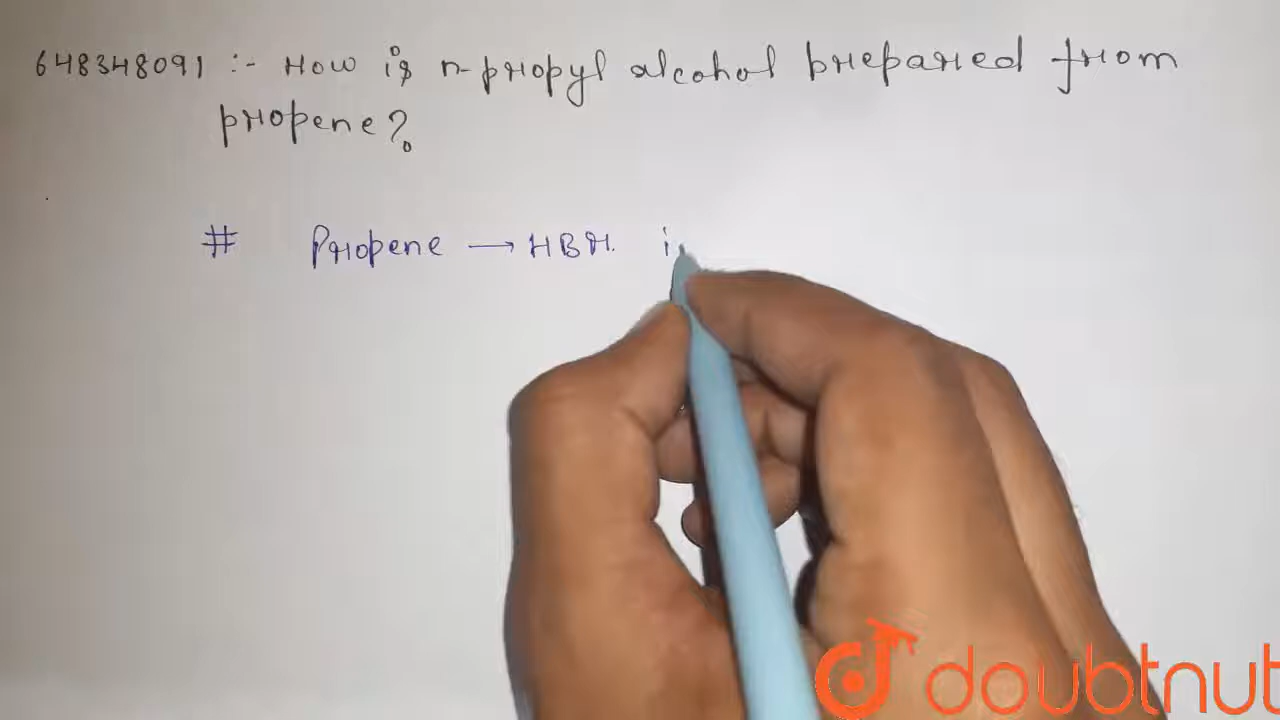 648348091 :- How is n-propyl alcohol prepared from
propene?
# Propene → HBr. i
doubtnut